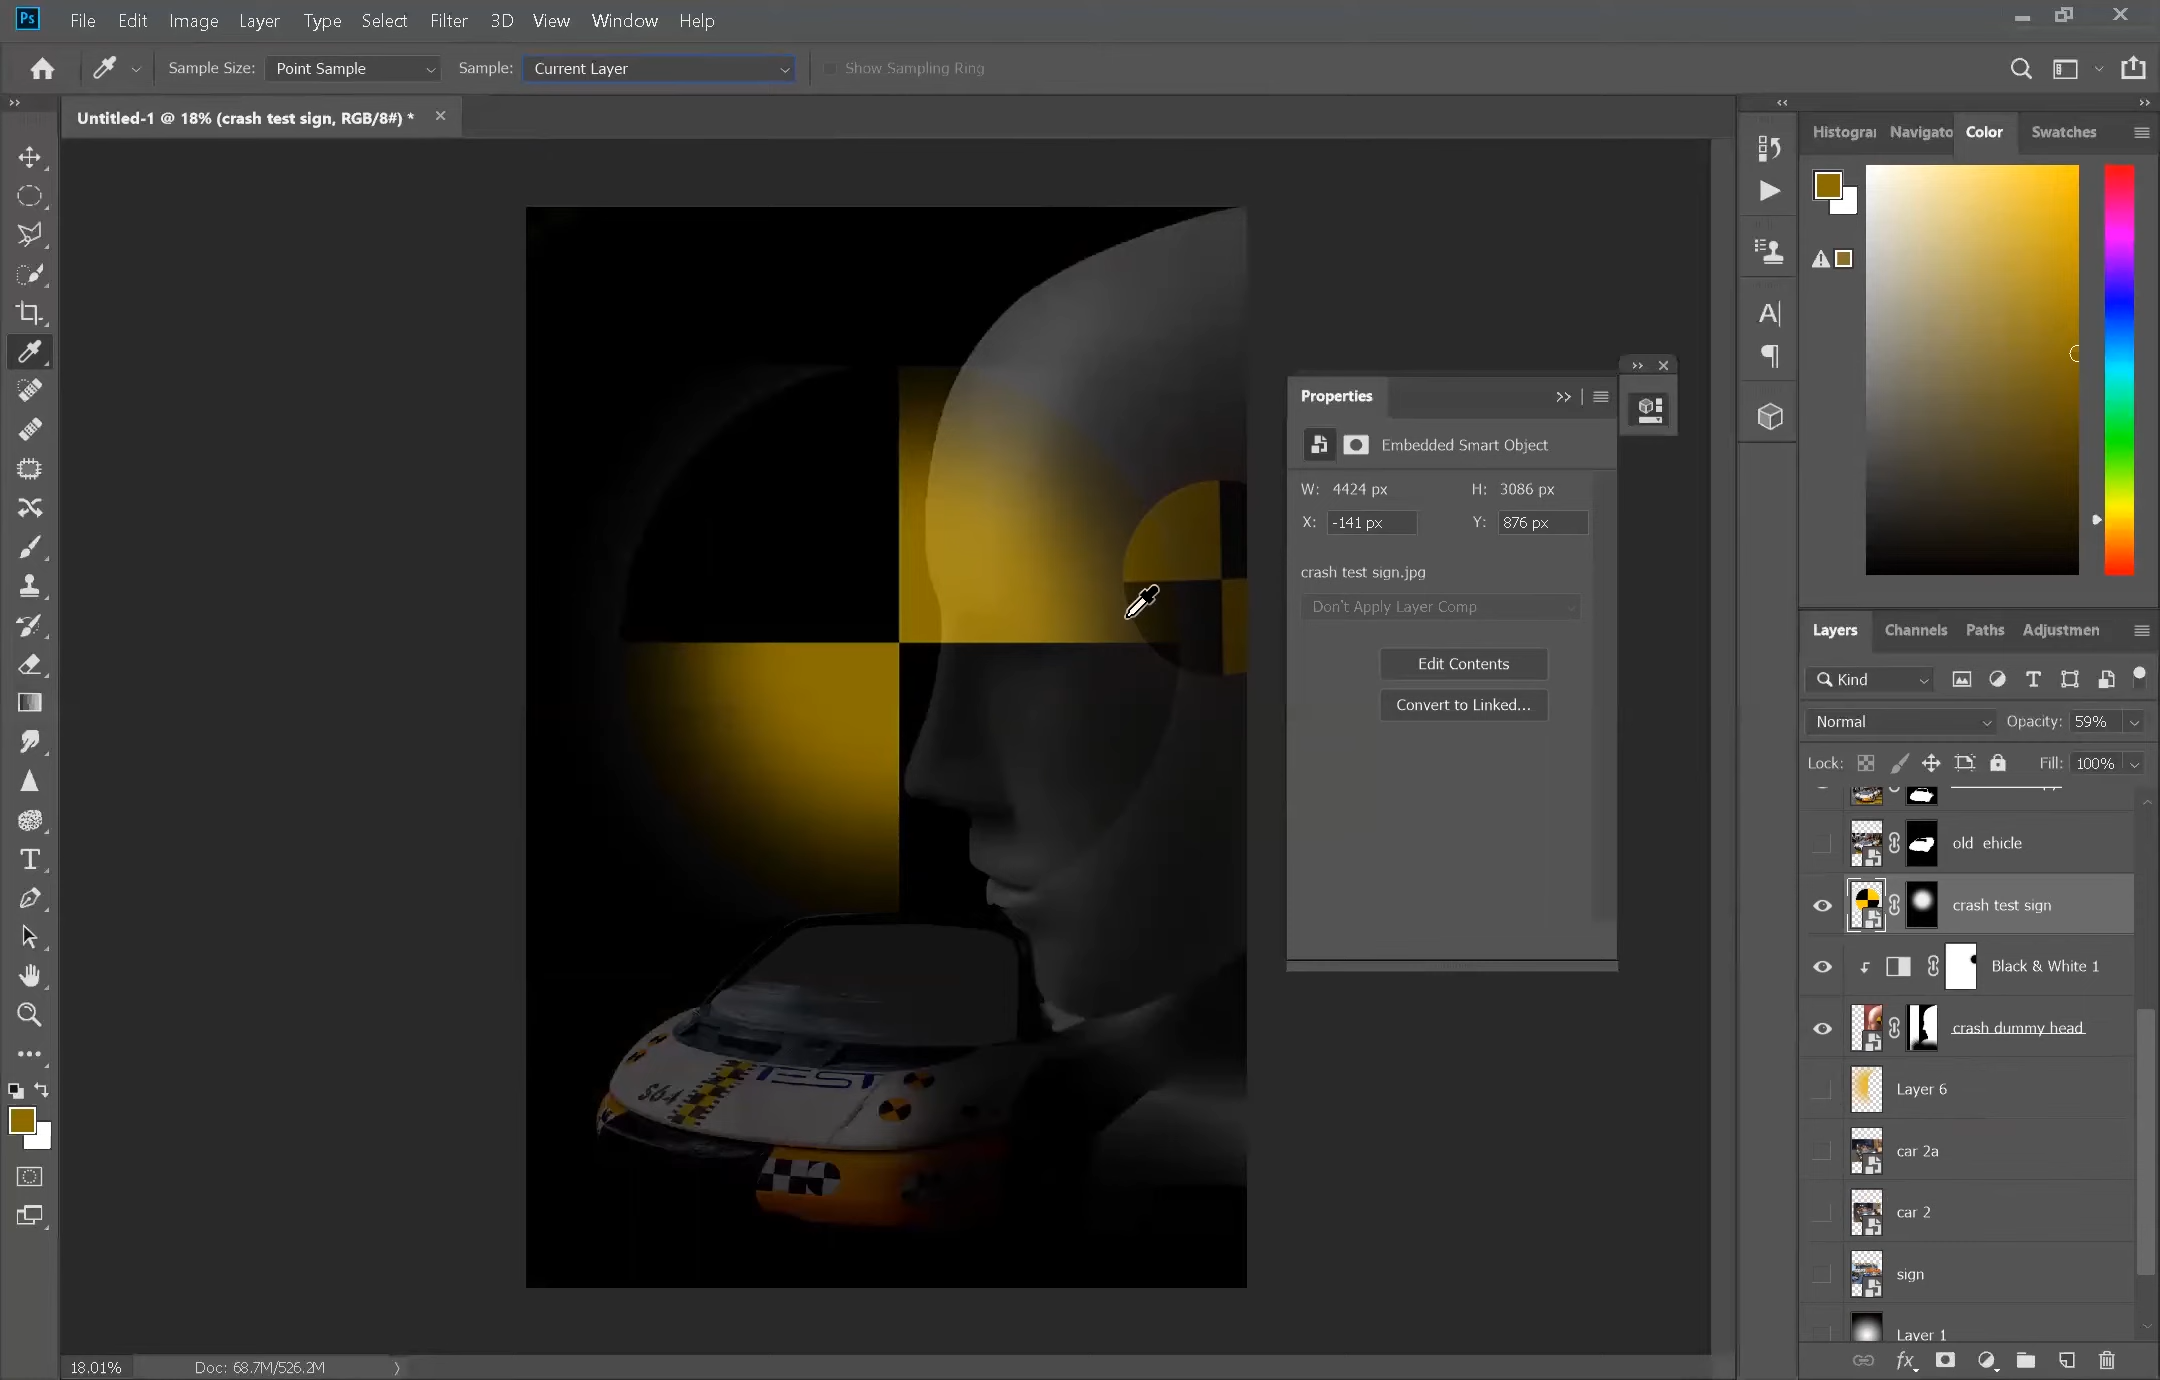 Ps File Edit Image Layer Type Select Filter 3D View Window Help
Sample Size: Point Sample Sample: Current Layer Show Sampling Ring
Untitled-1 @ 18% (crash test sign, RGB/8#) *
Histogra Navigato Color Swatches
Properties
Embedded Smart Object
W: 4424 px H: 3086 px
X: -141 px Y: 876 px
crash test sign.jpg
Don't Apply Layer Comp
Edit Contents
Convert to Linked...
TEST
Layers Channels Paths Adjustmen
Kind
Normal Opacity: 59%
Lock: Fill: 100%
old ehicle
crash test sign
Black & White 1
crash dummy head
Layer 6
car 2a
car 2
sign
Layer 1
18.01% Doc: 68.7M/526.2M